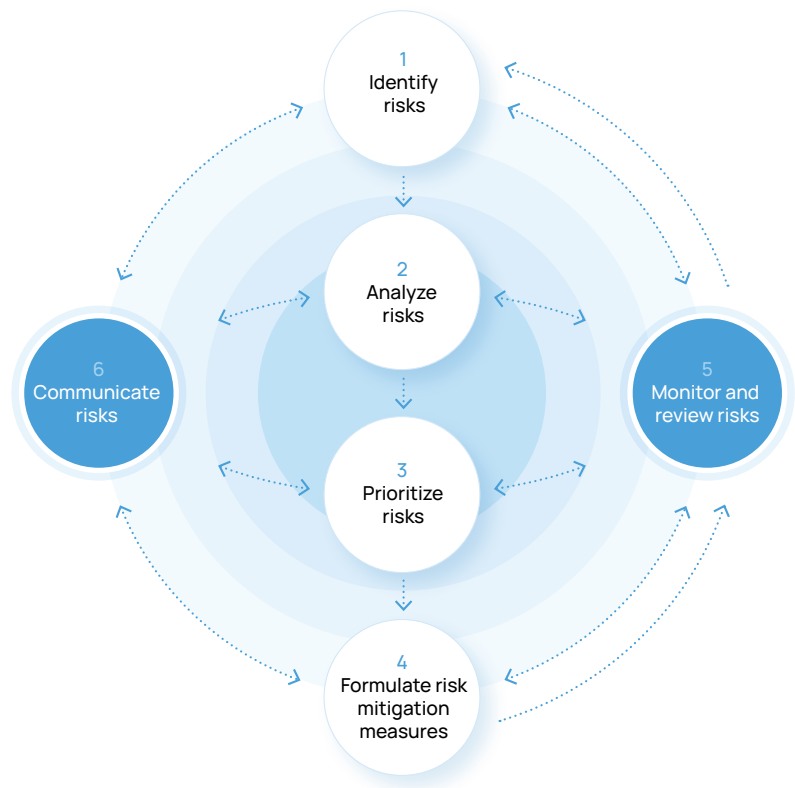 1
Identify
risks
2
Analyze
risks
6
Communicate
risks
5
Monitor and
review risks
3
Prioritize
risks
4
Formulate risk
mitigation
measures